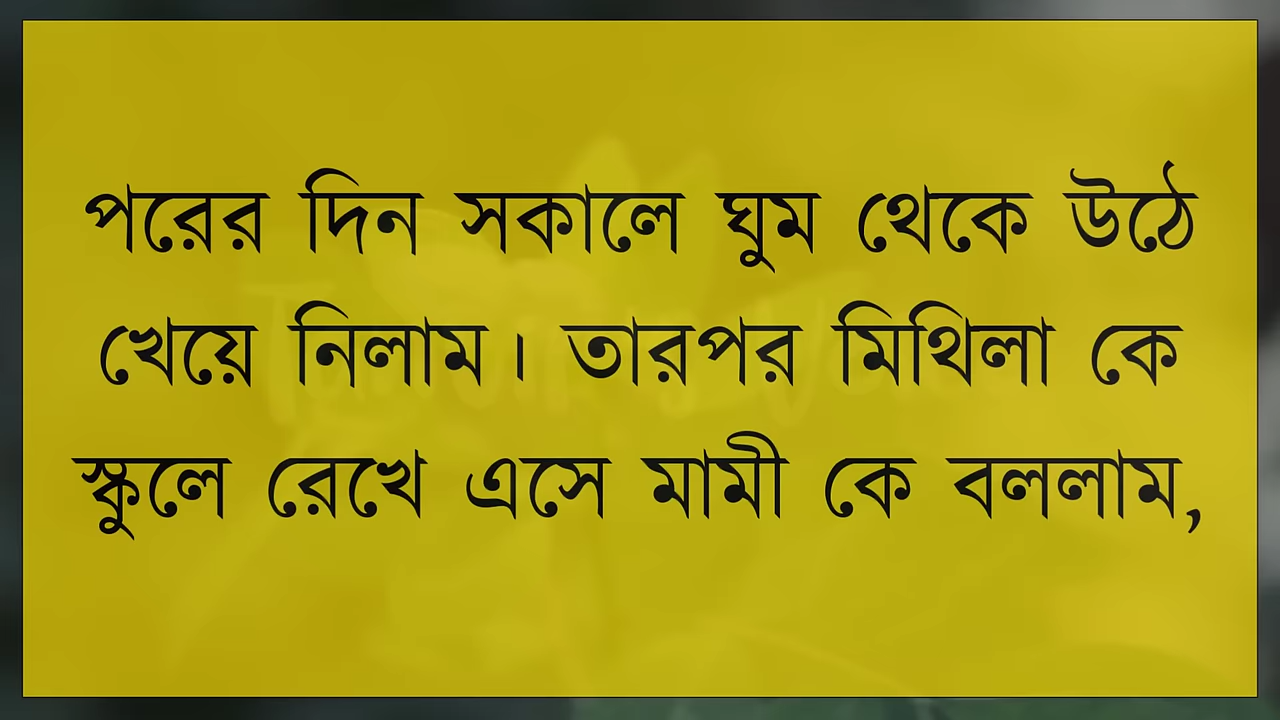 পরের দিন সকালে ঘুম থেকে উঠে
খেয়ে নিলাম। তারপর মিথিলা কে
স্কুলে রেখে এসে মামী কে বললাম,